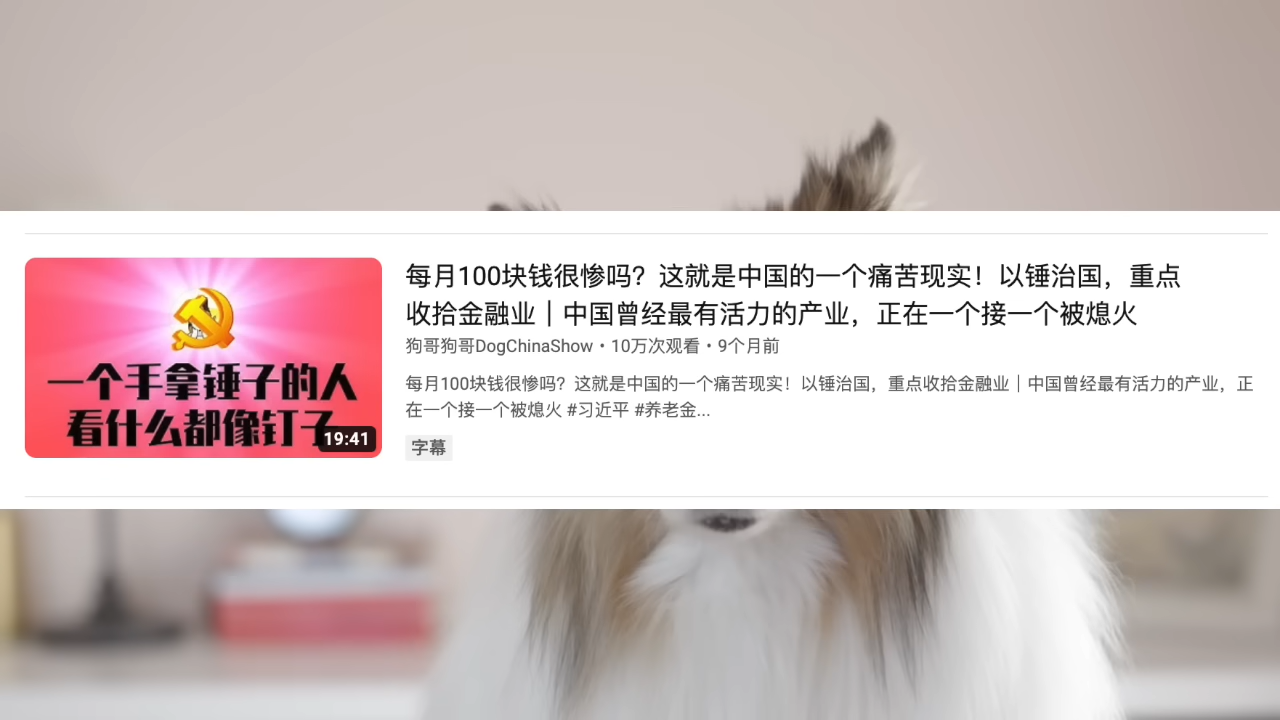 每月100块钱很惨吗？这就是中国的一个痛苦现实！以锤治国，重点
收拾金融业｜中国曾经最有活力的产业，正在一个接一个被熄火
狗哥狗哥DogChinaShow・10万次观看・9个月前
每月100块钱很惨吗？这就是中国的一个痛苦现实！以锤治国，重点收拾金融业｜中国曾经最有活力的产业，正
在一个接一个被熄火 #习近平 #养老金...
字幕
一个手拿锤子的人
看什么都像钉子
19:41